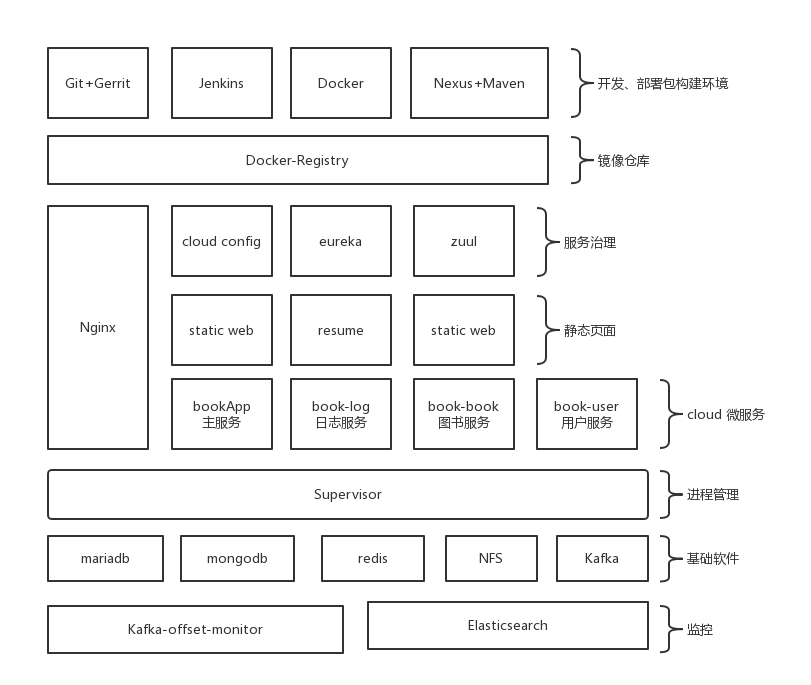 Git+Gerrit
Jenkins
Docker
Nexus+Maven
开发、部署包构建环境
Docker-Registry
镜像仓库
Nginx
cloud config
eureka
zuul
服务治理
static web
resume
static web
静态页面
bookApp
主服务
book-log
日志服务
book-book
图书服务
book-user
用户服务
cloud 微服务
Supervisor
进程管理
mariadb
mongodb
redis
NFS
Kafka
基础软件
Kafka-offset-monitor
Elasticsearch
监控